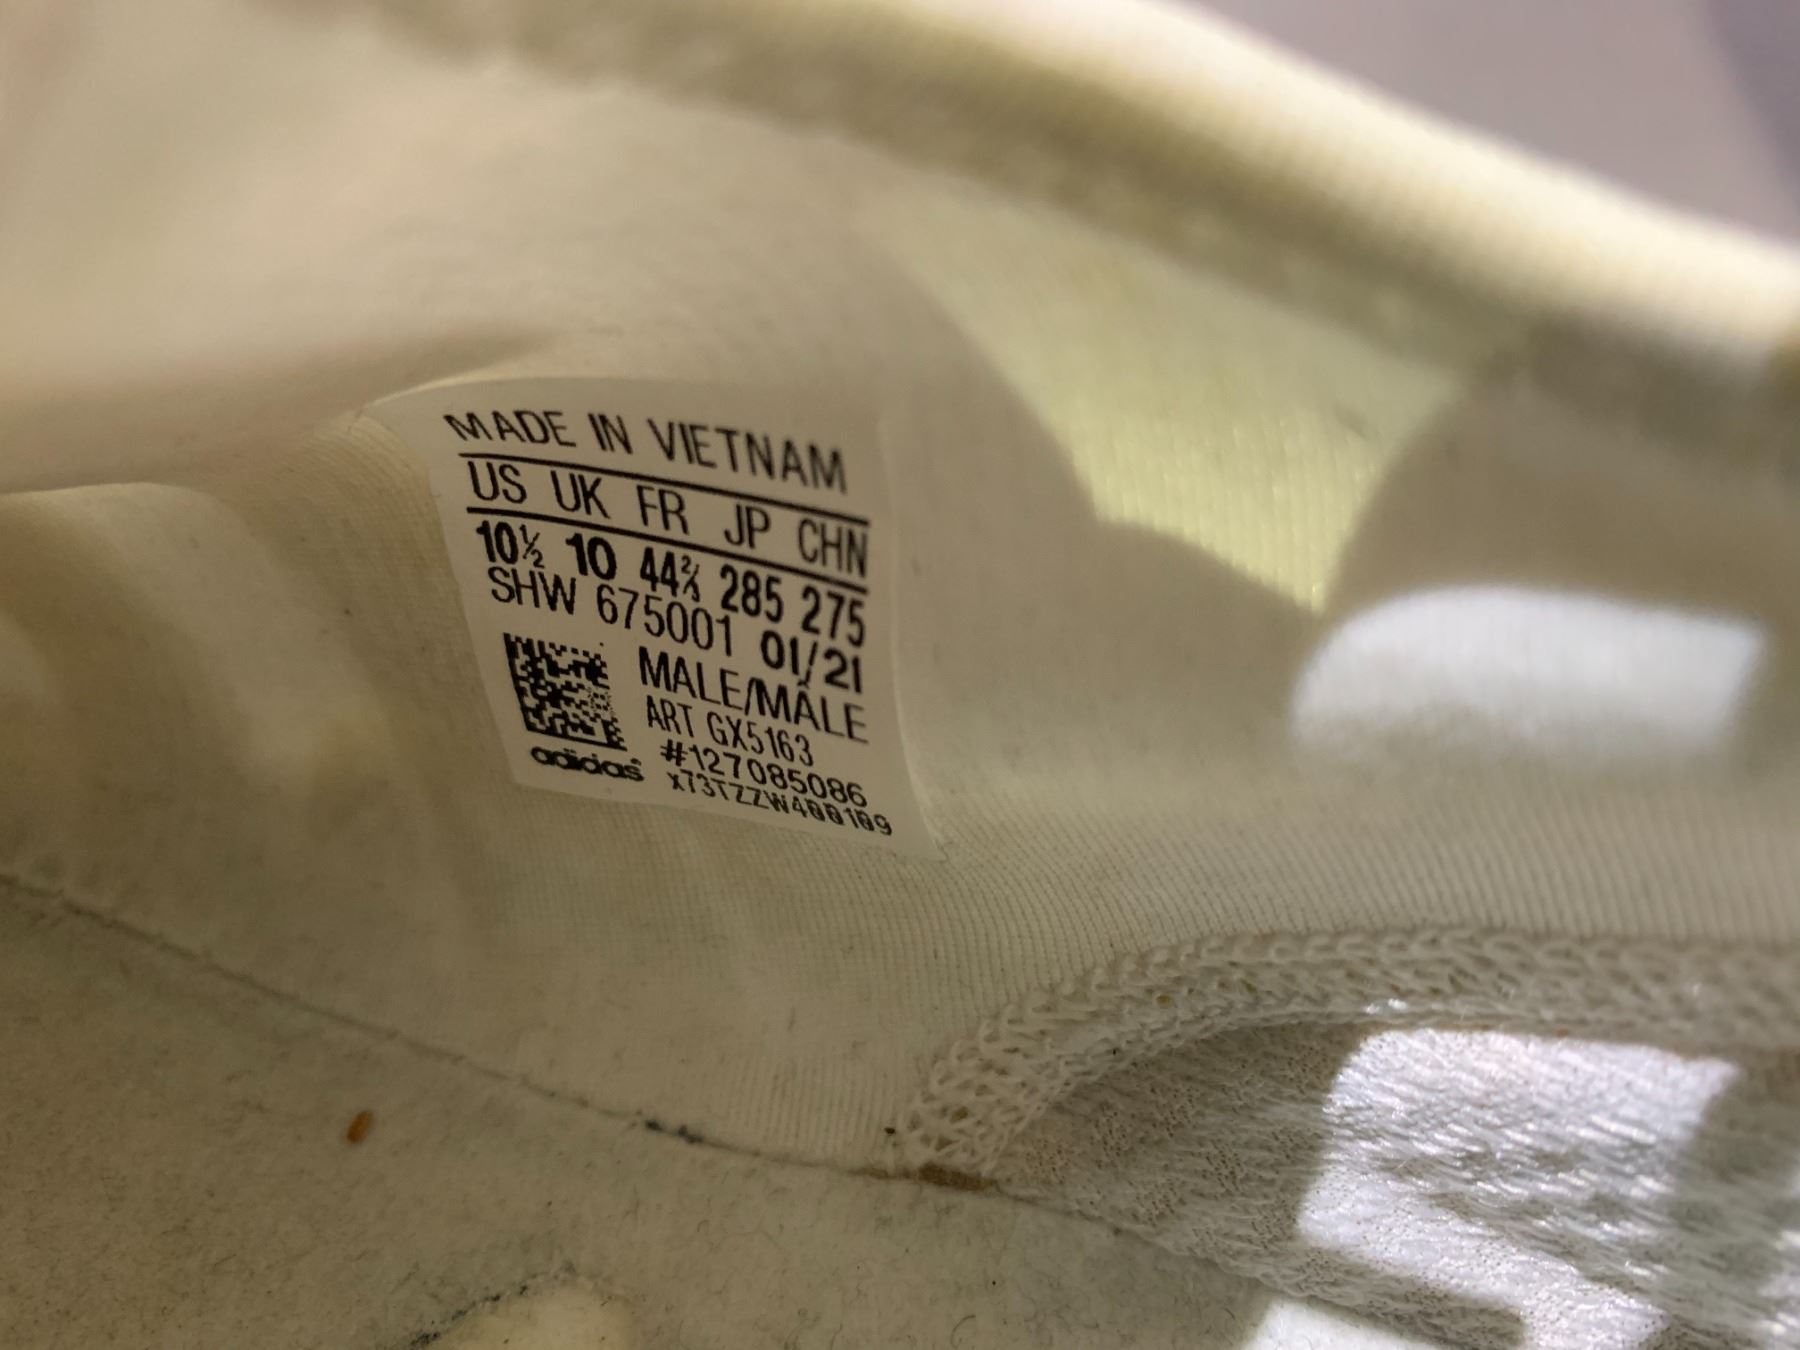 MADE IN VIETNAM
US UK FR JP CHN
10½ 10 44⅔ 285 275
SHW 675001 01/21
MALE/MÂLE
ART GX5163
#127085086
adidas
x73TZZW400109